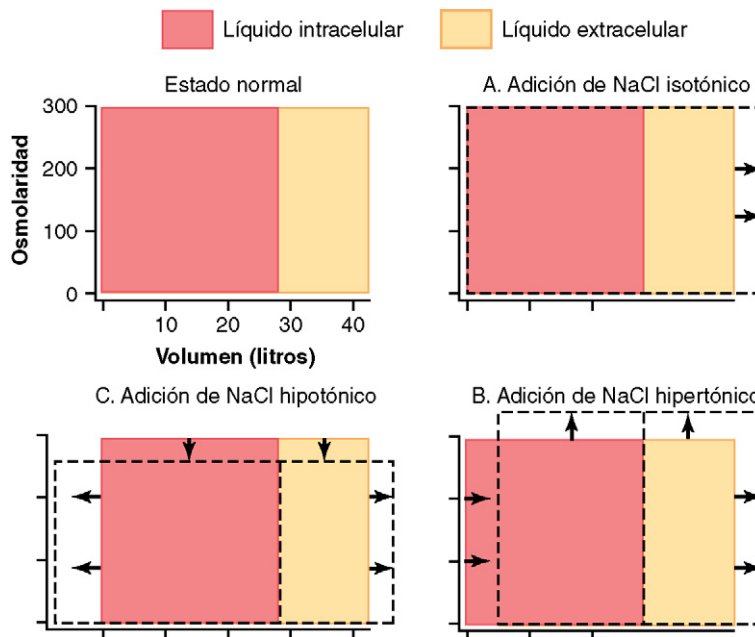 Líquido intracelular
Líquido extracelular
Estado normal
Osmolaridad
300
200
100
0
10
20
30
40
Volumen (litros)
A. Adición de NaCl isotónico
C. Adición de NaCl hipotónico
B. Adición de NaCl hipertónico